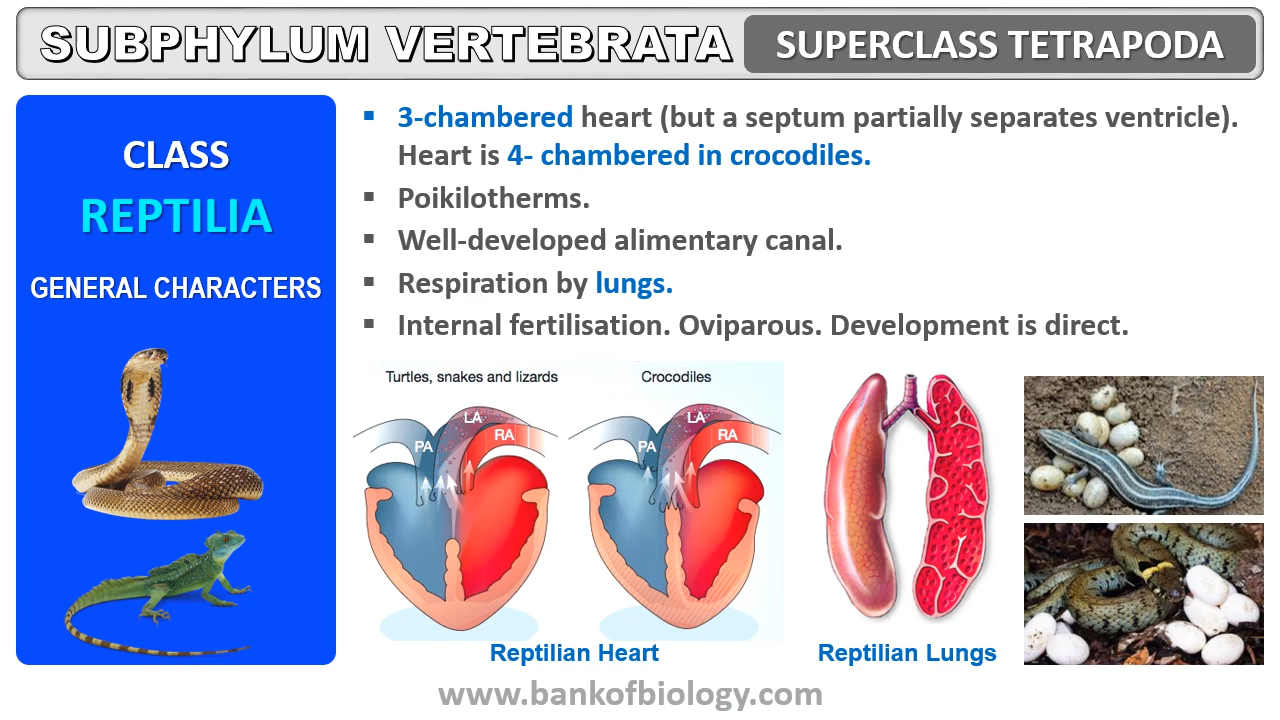 SUBPHYLUM VERTEBRATA
SUPERCLASS TETRAPODA
CLASS
REPTILIA
GENERAL CHARACTERS
▪ 3-chambered heart (but a septum partially separates ventricle).
Heart is 4- chambered in crocodiles.
▪ Poikilotherms.
▪ Well-developed alimentary canal.
▪ Respiration by lungs.
▪ Internal fertilisation. Oviparous. Development is direct.
Turtles, snakes and lizards
PA
LA
RA
Crocodiles
PA
LA
RA
Reptilian Heart
Reptilian Lungs
www.bankofbiology.com